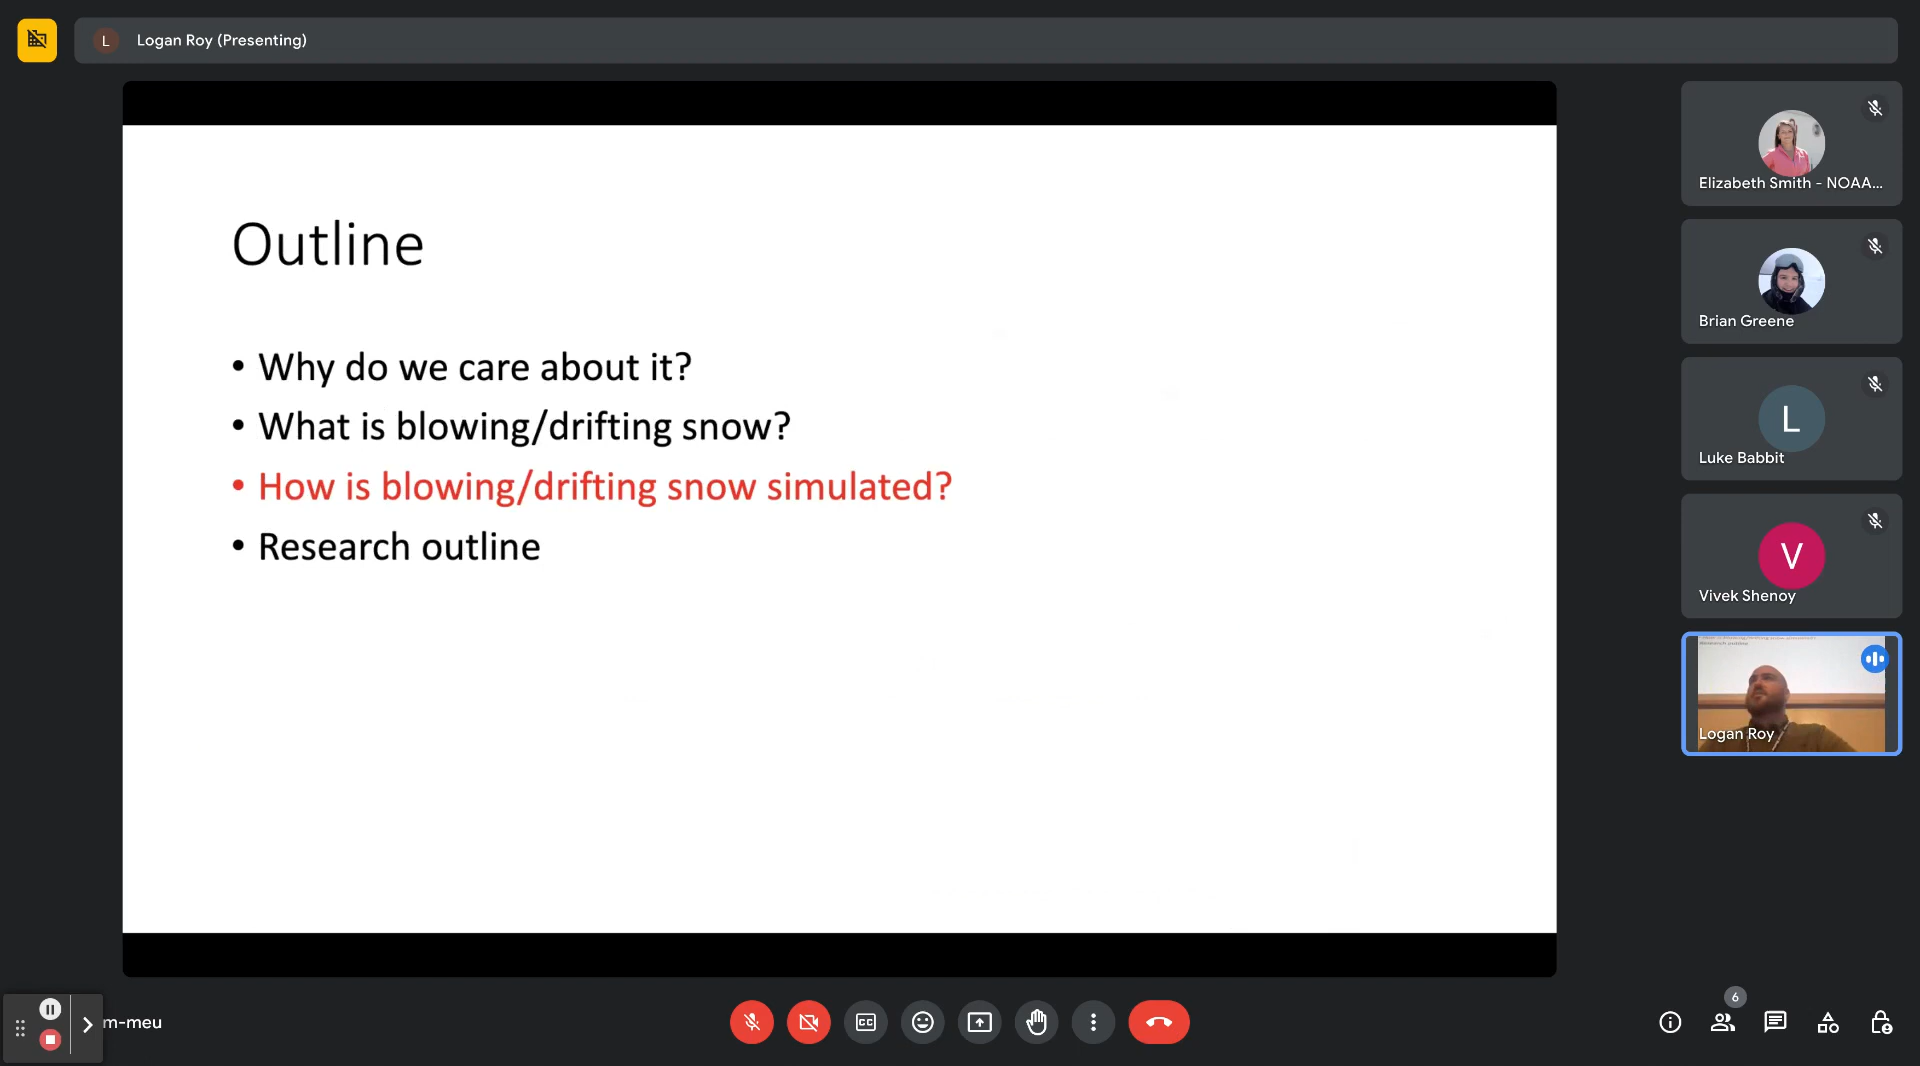 L
Logan Roy (Presenting)
Outline
• Why do we care about it?
• What is blowing/drifting snow?
• How is blowing/drifting snow simulated?
• Research outline
Elizabeth Smith - NOAA...
Brian Greene
L
Luke Babbit
V
Vivek Shenoy
Logan Roy
m-meu
CC
6